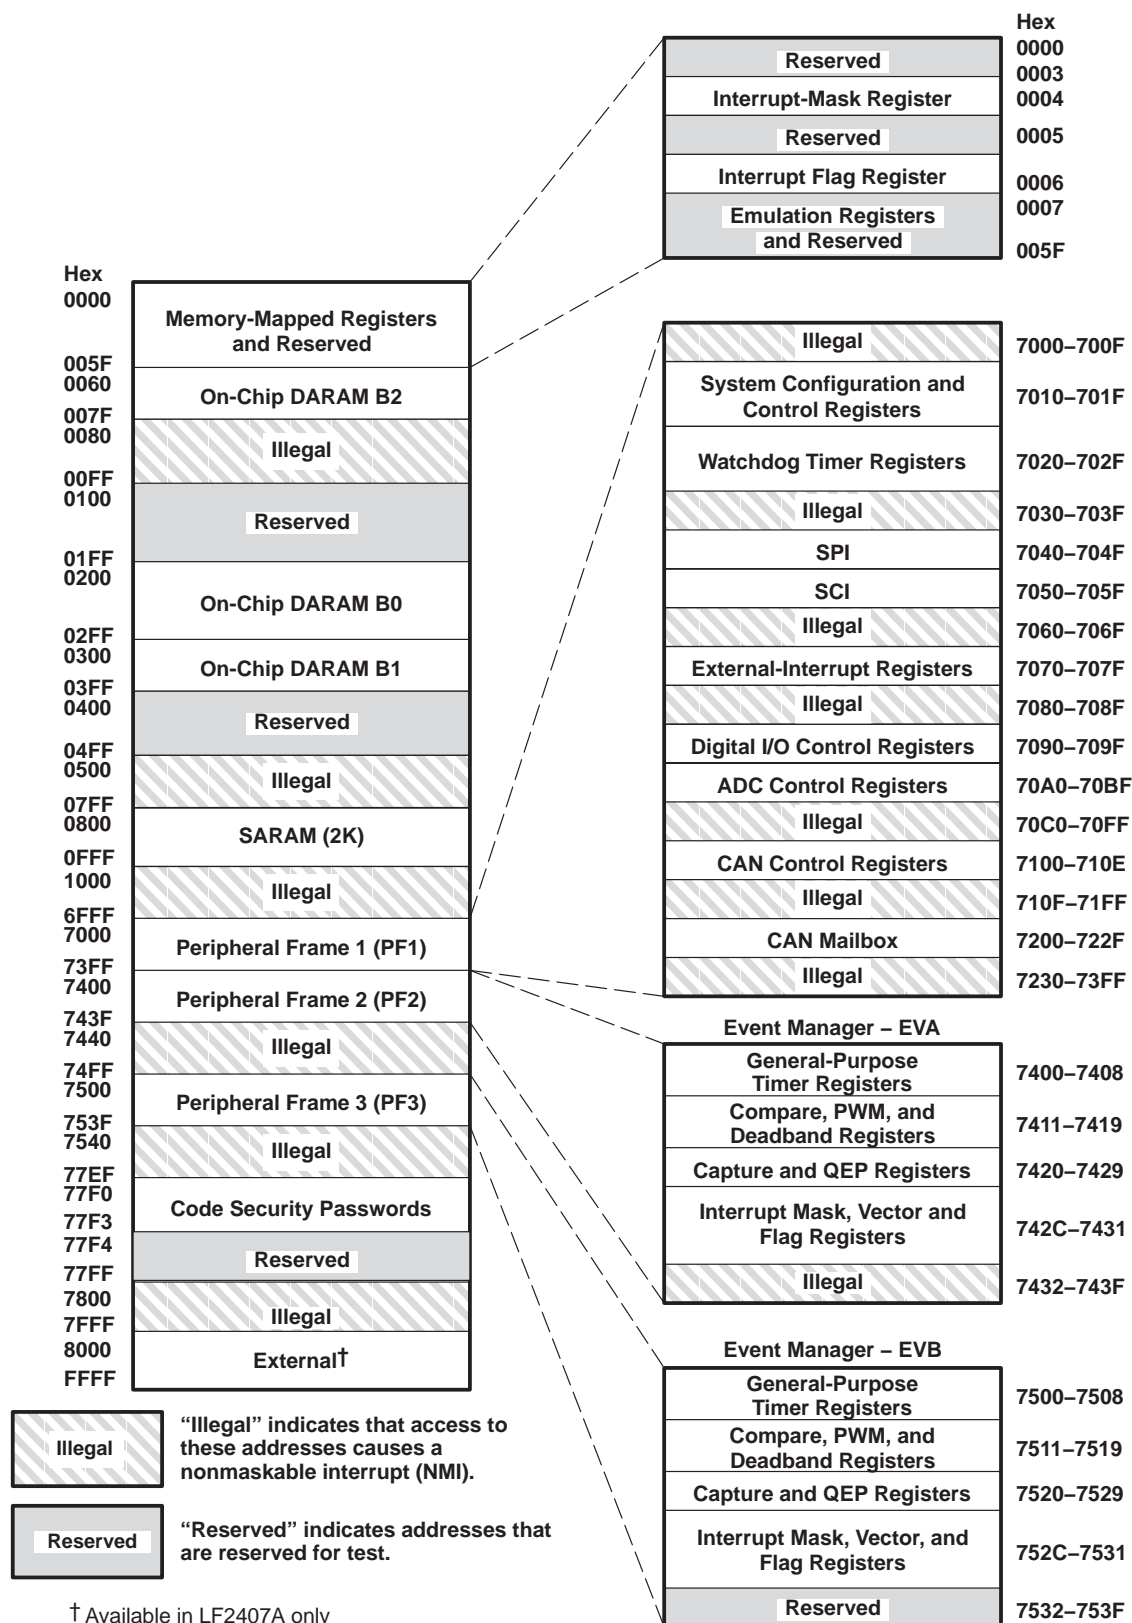 Hex
0000
Reserved
0003
Interrupt-Mask Register 0004
Reserved 0005
Interrupt Flag Register 0006
0007
Emulation Registers
and Reserved
005F
Hex
0000
Memory-Mapped Registers
and Reserved
005F
0060
On-Chip DARAM B2
007F
0080
Illegal
00FF
0100
Reserved
01FF
0200
On-Chip DARAM B0
02FF
0300
On-Chip DARAM B1
03FF
0400
Reserved
04FF
0500
Illegal
07FF
0800
SARAM (2K)
0FFF
1000
Illegal
6FFF
7000
Peripheral Frame 1 (PF1)
73FF
7400
Peripheral Frame 2 (PF2)
743F
7440
Illegal
74FF
7500
Peripheral Frame 3 (PF3)
753F
7540
Illegal
77EF
77F0
Code Security Passwords
77F3
77F4
Reserved
77FF
7800
Illegal
7FFF
8000
External†
FFFF
Illegal 7000–700F
System Configuration and
Control Registers
7010–701F
Watchdog Timer Registers 7020–702F
Illegal 7030–703F
SPI 7040–704F
SCI 7050–705F
Illegal 7060–706F
External-Interrupt Registers 7070–707F
Illegal 7080–708F
Digital I/O Control Registers 7090–709F
ADC Control Registers 70A0–70BF
Illegal 70C0–70FF
CAN Control Registers 7100–710E
Illegal 710F–71FF
CAN Mailbox 7200–722F
Illegal 7230–73FF
Event Manager – EVA
General-Purpose
Timer Registers
7400–7408
Compare, PWM, and
Deadband Registers
7411–7419
Capture and QEP Registers 7420–7429
Interrupt Mask, Vector and
Flag Registers
742C–7431
Illegal 7432–743F
Event Manager – EVB
General-Purpose
Timer Registers
7500–7508
Compare, PWM, and
Deadband Registers
7511–7519
Capture and QEP Registers 7520–7529
Interrupt Mask, Vector, and
Flag Registers
752C–7531
Reserved 7532–753F
Illegal
“Illegal” indicates that access to
these addresses causes a
nonmaskable interrupt (NMI).
Reserved
“Reserved” indicates addresses that
are reserved for test.
† Available in LF2407A only